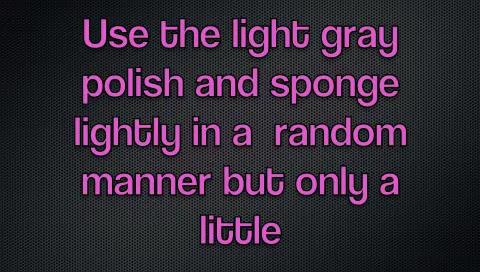 Use the light gray
polish and sponge
lightly in a random
manner but only a
little